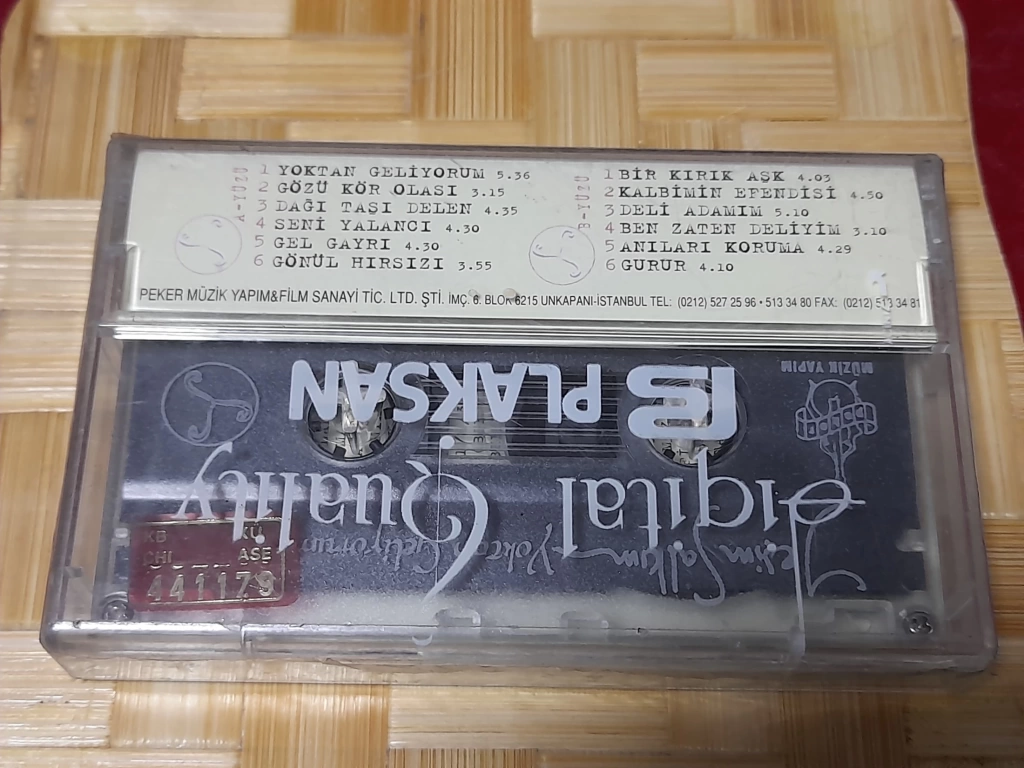 A-YÜZÜ
1 YOKTAN GELİYORUM 5.36
2 GÖZÜ KÖR OLASI 3.15
3 DAĞI TAŞI DELEN 4.35
4 SENİ YALANCI 4.30
5 GEL GAYRI 4.30
6 GÖNÜL HIRSIZI 3.55
B-YÜZÜ
1 BİR KIRIK AŞK 4.03
2 KALBİMİN EFENDİSİ 4.50
3 DELİ ADAMIM 5.10
4 BEN ZATEN DELİYİM 3.10
5 ANILARI KORUMA 4.29
6 GURUR 4.10
PEKER MÜZİK YAPIM&FİLM SANAYİ TİC. LTD. ŞTİ. İMÇ. 6. BLOK 6215 UNKAPANI-İSTANBUL TEL: (0212) 527 25 96 • 513 34 80 FAX: (0212) 513 34 81
MÜZİK YAPIM
PLAKSAN
Digital Quality
Salkım Yoktan Geliyorum
KB
ASE
441179